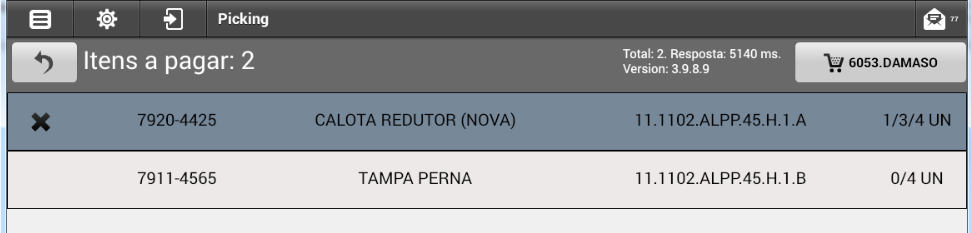 Picking
77
Itens a pagar: 2
Total: 2. Resposta: 5140 ms.
Version: 3.9.8.9
6053.DAMASO
7920-4425 CALOTA REDUTOR (NOVA) 11.1102.ALPP.45.H.1.A 1/3/4 UN
7911-4565 TAMPA PERNA 11.1102.ALPP.45.H.1.B 0/4 UN